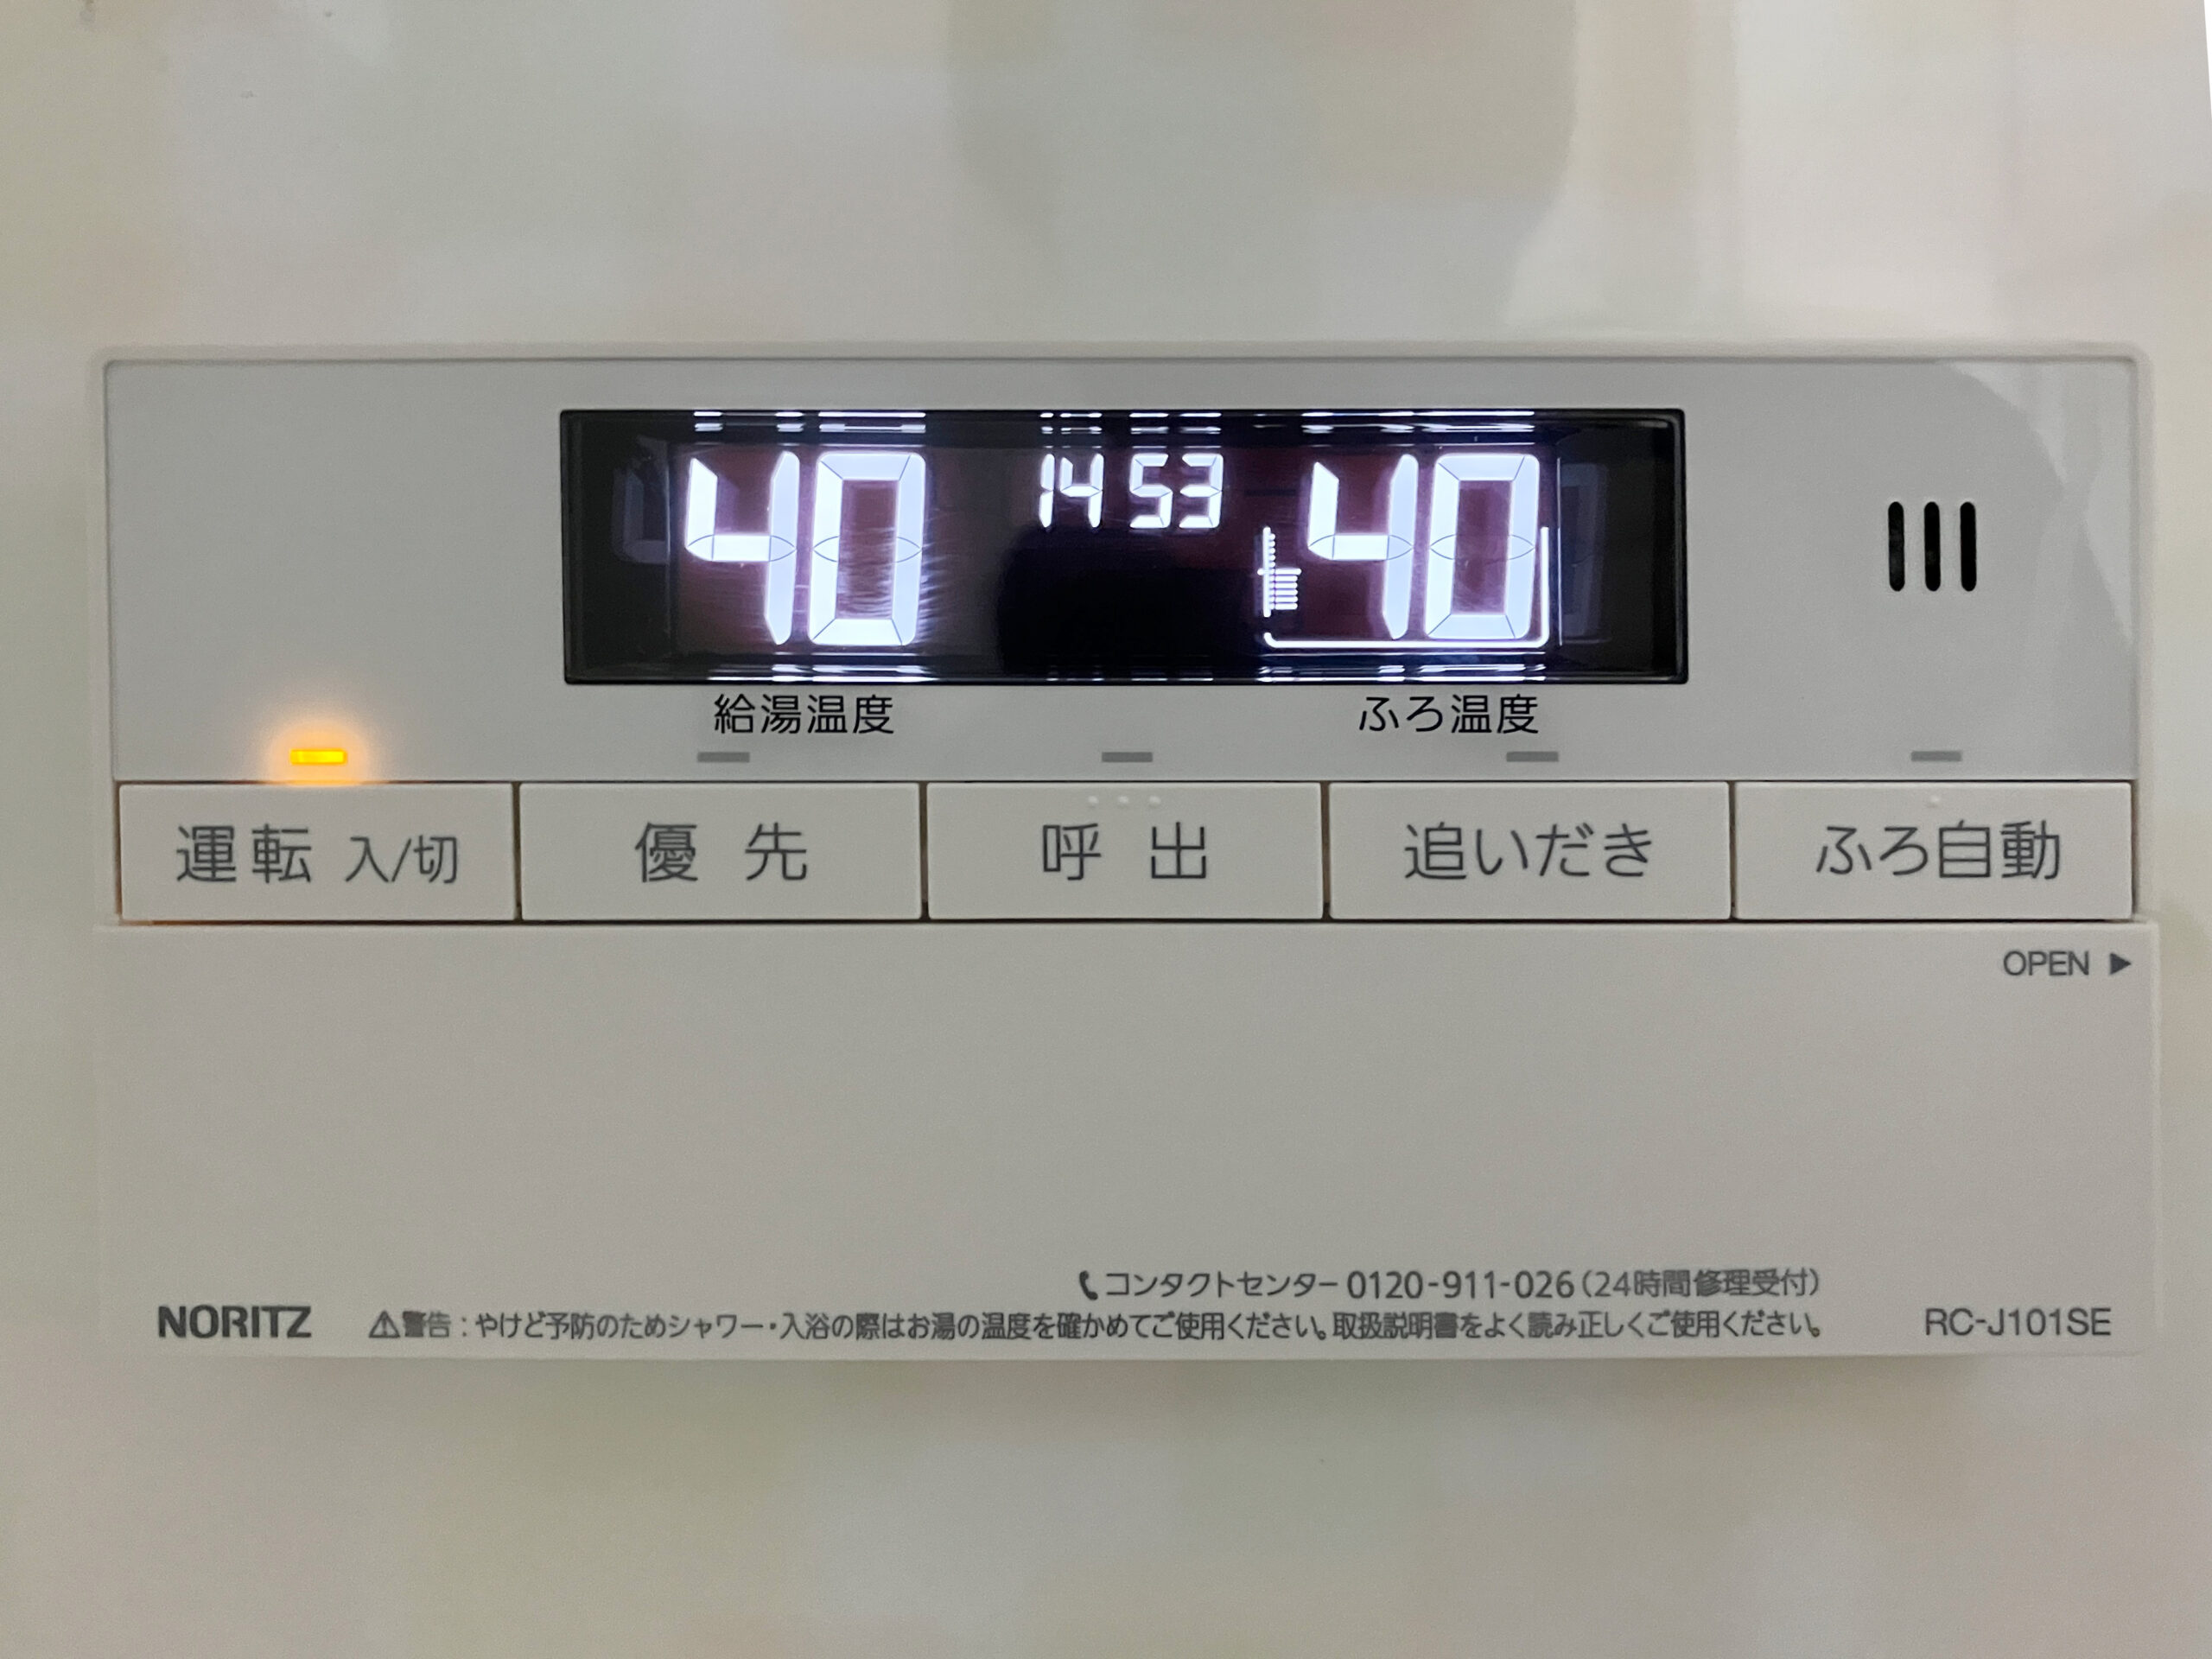 40 14 53 40
給湯温度 ふろ温度
運転 入/切 優先 呼出 追いだき ふろ自動
OPEN ▶
コンタクトセンター 0120-911-026(24時間修理受付)
NORITZ ⚠警告:やけど予防のためシャワー・入浴の際はお湯の温度を確かめてご使用ください。取扱説明書をよく読み正しくご使用ください。 RC-J101SE